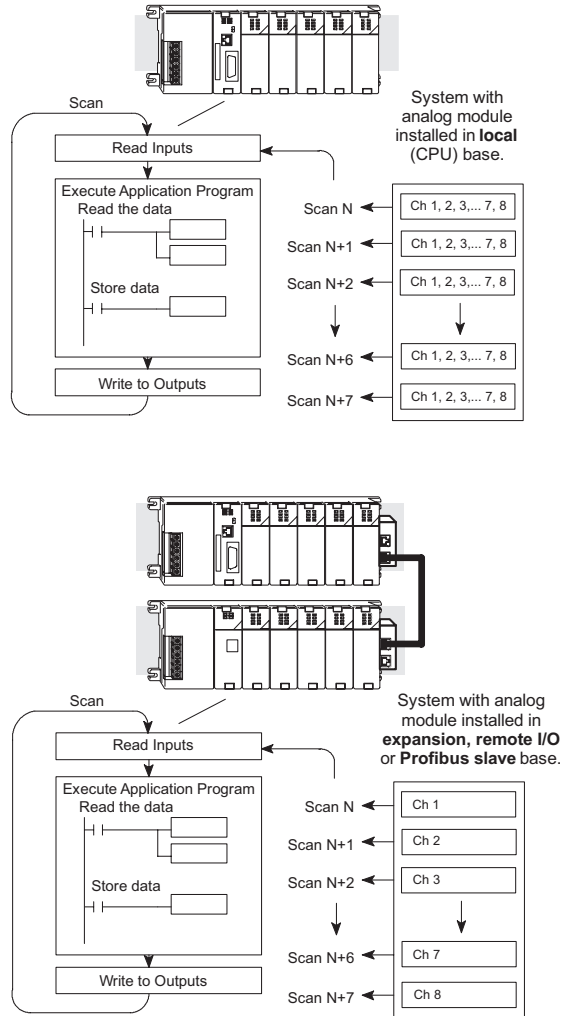 Scan
System with
analog module
installed in local
(CPU) base.
Read Inputs
Execute Application Program
Read the data
Store data
Write to Outputs
Scan N
Ch 1, 2, 3,... 7, 8
Scan N+1
Ch 1, 2, 3,... 7, 8
Scan N+2
Ch 1, 2, 3,... 7, 8
Scan N+6
Ch 1, 2, 3,... 7, 8
Scan N+7
Ch 1, 2, 3,... 7, 8
Scan
System with analog
module installed in
expansion, remote I/O
or Profibus slave base.
Read Inputs
Execute Application Program
Read the data
Store data
Write to Outputs
Scan N
Ch 1
Scan N+1
Ch 2
Scan N+2
Ch 3
Scan N+6
Ch 7
Scan N+7
Ch 8